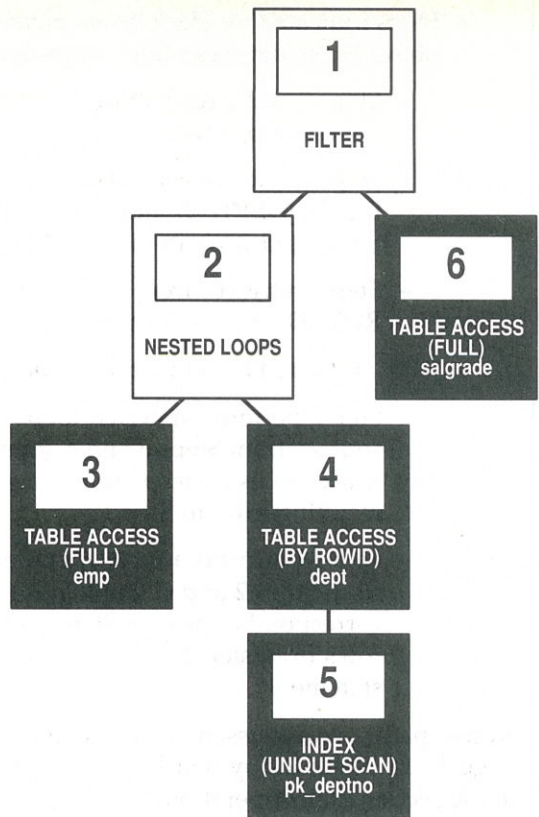 1
FILTER
2
NESTED LOOPS
6
TABLE ACCESS
(FULL)
salgrade
3
TABLE ACCESS
(FULL)
emp
4
TABLE ACCESS
(BY ROWID)
dept
5
INDEX
(UNIQUE SCAN)
pk_deptno